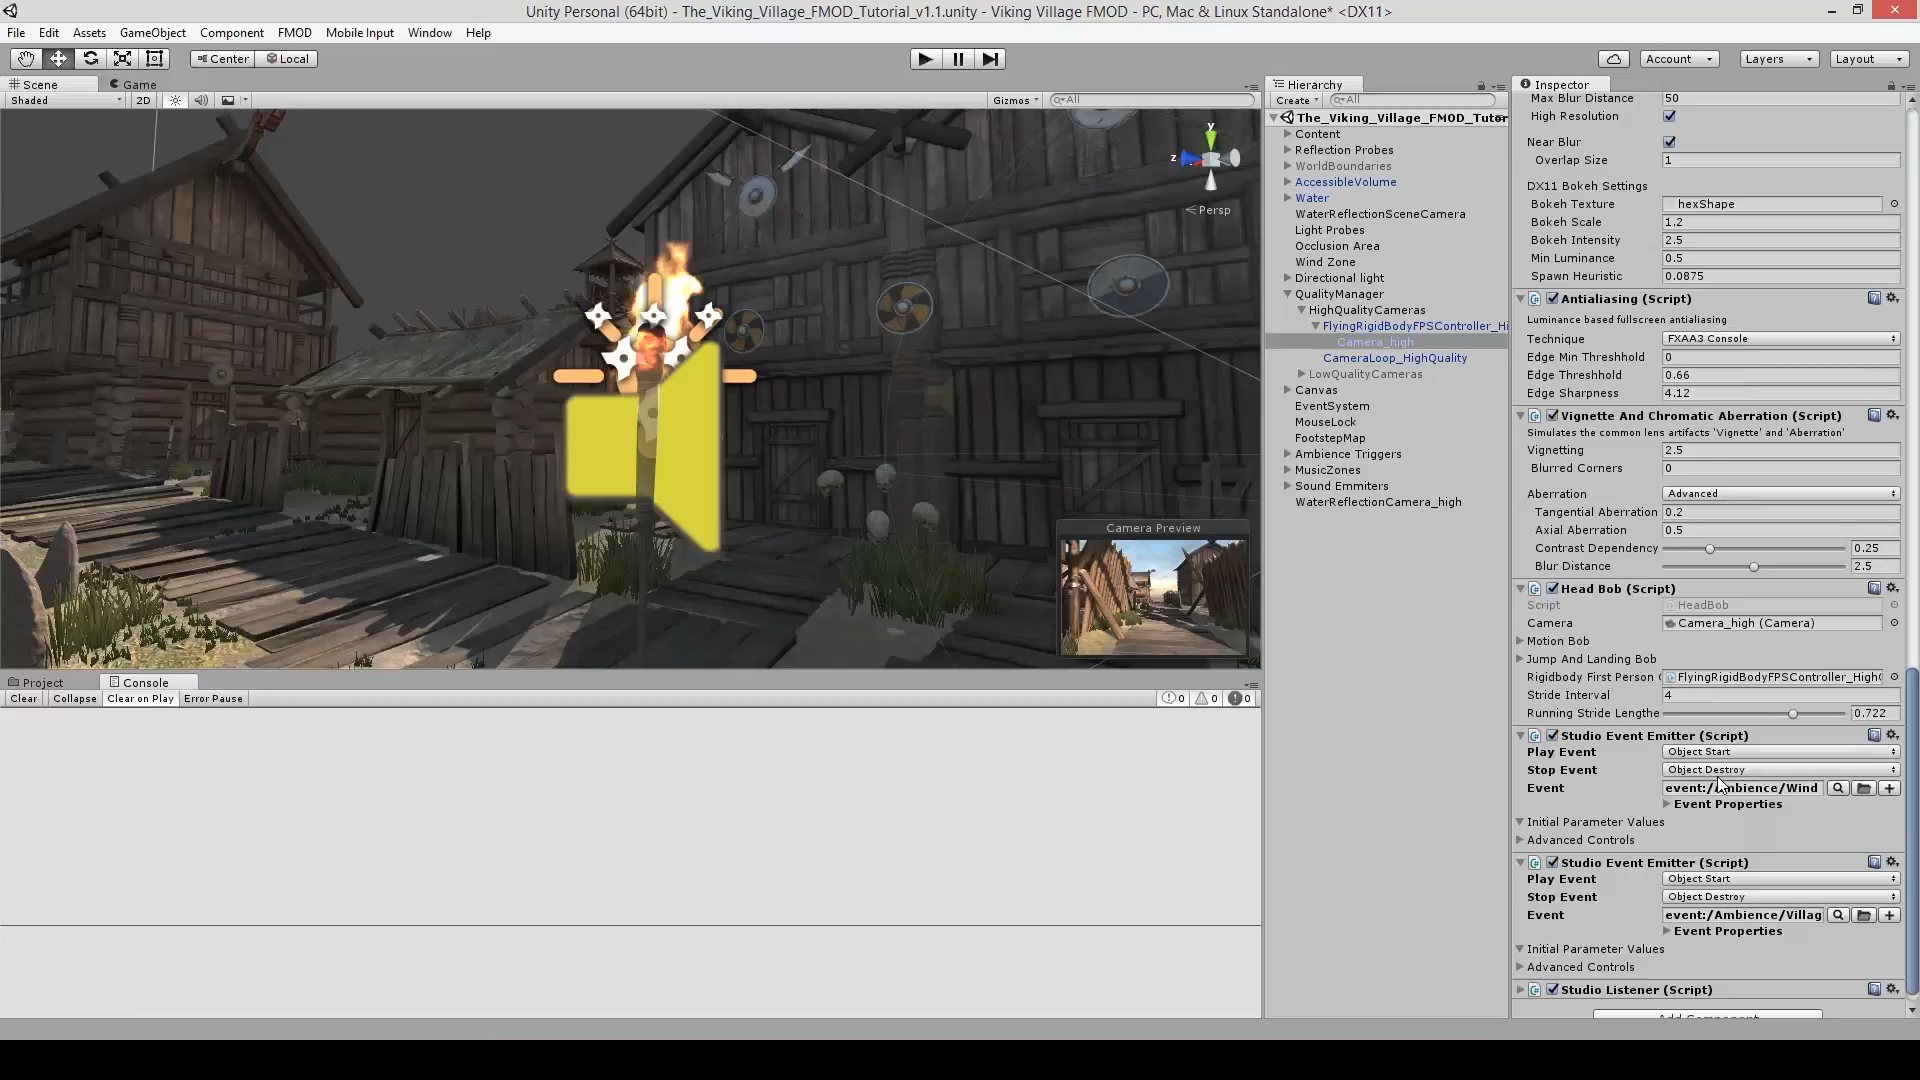 Unity Personal (64bit) - The_Viking_Village_FMOD_Tutorial_v1.1.unity - Viking Village FMOD - PC, Mac & Linux Standalone* <DX11>
File Edit Assets GameObject Component FMOD Mobile Input Window Help
Center Local
Account Layers Layout
Scene Game
Shaded 2D Gizmos All
y
z
Persp
Camera Preview
Project Console
Clear Collapse Clear on Play Error Pause 0 0 0
Hierarchy
Create All
The_Viking_Village_FMOD_Tutor
Content
Reflection Probes
WorldBoundaries
AccessibleVolume
Water
WaterReflectionSceneCamera
Light Probes
Occlusion Area
Wind Zone
Directional light
QualityManager
HighQualityCameras
FlyingRigidBodyFPSController_Hi
Camera_high
CameraLoop_HighQuality
LowQualityCameras
Canvas
EventSystem
MouseLock
FootstepMap
Ambience Triggers
MusicZones
Sound Emmiters
WaterReflectionCamera_high
Inspector
Max Blur Distance 50
High Resolution
Near Blur
Overlap Size 1
DX11 Bokeh Settings
Bokeh Texture hexShape
Bokeh Scale 1.2
Bokeh Intensity 2.5
Min Luminance 0.5
Spawn Heuristic 0.0875
Antialiasing (Script)
Luminance based fullscreen antialiasing
Technique FXAA3 Console
Edge Min Threshhold 0
Edge Threshhold 0.66
Edge Sharpness 4.12
Vignette And Chromatic Aberration (Script)
Simulates the common lens artifacts 'Vignette' and 'Aberration'
Vignetting 2.5
Blurred Corners 0
Aberration Advanced
Tangential Aberration 0.2
Axial Aberration 0.5
Contrast Dependency 0.25
Blur Distance 2.5
Head Bob (Script)
Script HeadBob
Camera Camera_high (Camera)
Motion Bob
Jump And Landing Bob
Rigidbody First Person C FlyingRigidBodyFPSController_High(
Stride Interval 4
Running Stride Lengthe 0.722
Studio Event Emitter (Script)
Play Event Object Start
Stop Event Object Destroy
Event event:/Ambience/Wind
Event Properties
Initial Parameter Values
Advanced Controls
Studio Event Emitter (Script)
Play Event Object Start
Stop Event Object Destroy
Event event:/Ambience/Villag
Event Properties
Initial Parameter Values
Advanced Controls
Studio Listener (Script)
Add Component